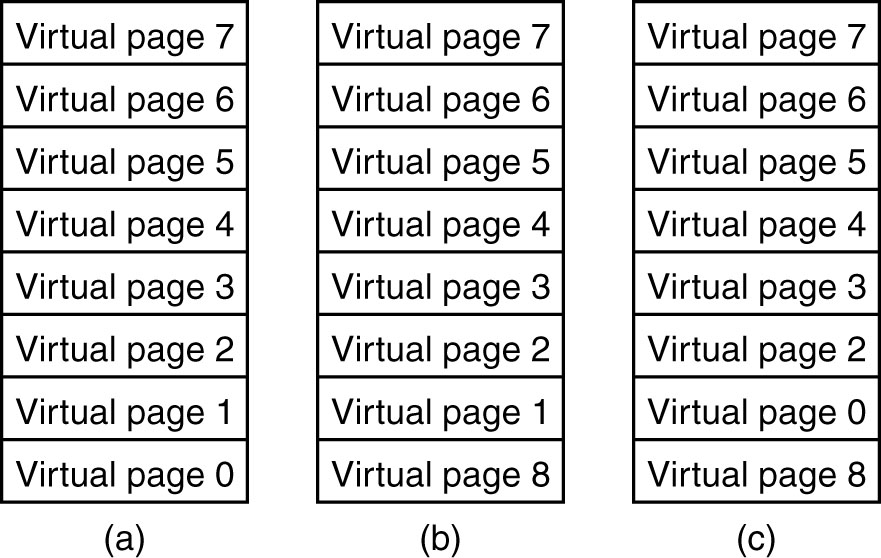 Virtual page 7
Virtual page 6
Virtual page 5
Virtual page 4
Virtual page 3
Virtual page 2
Virtual page 1
Virtual page 0
(a)
Virtual page 7
Virtual page 6
Virtual page 5
Virtual page 4
Virtual page 3
Virtual page 2
Virtual page 1
Virtual page 8
(b)
Virtual page 7
Virtual page 6
Virtual page 5
Virtual page 4
Virtual page 3
Virtual page 2
Virtual page 0
Virtual page 8
(c)